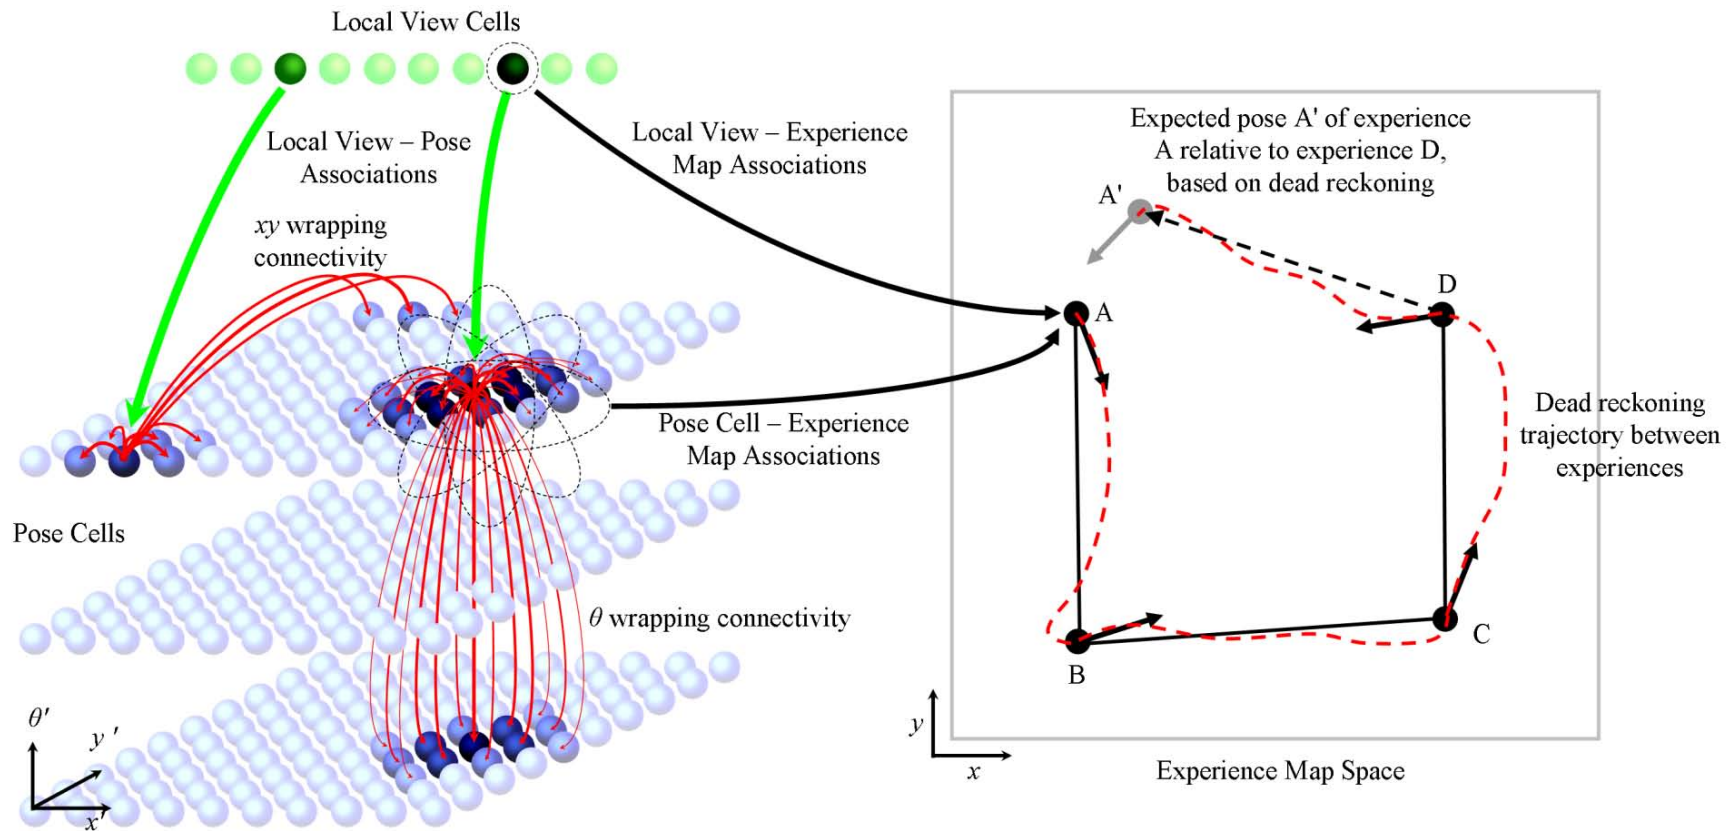 Local View Cells
Local View – Pose
Associations
Local View – Experience
Map Associations
xy wrapping
connectivity
Pose Cell – Experience
Map Associations
Pose Cells
θ wrapping connectivity
θ'
y '
x'
Expected pose A' of experience
A relative to experience D,
based on dead reckoning
A'
D
A
Dead reckoning
trajectory between
experiences
C
B
y
x
Experience Map Space